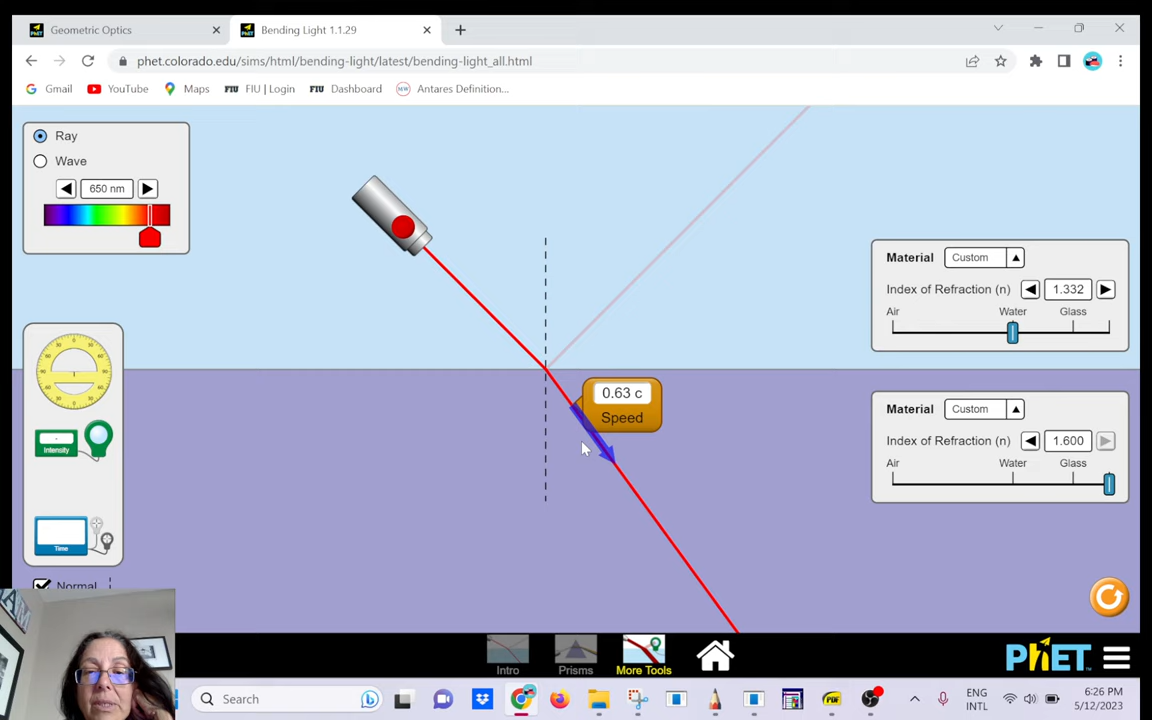 Geometric Optics
Bending Light 1.1.29
phet.colorado.edu/sims/html/bending-light/latest/bending-light_all.html
Gmail YouTube Maps FIU FIU | Login FIU Dashboard Antares Definition...
Ray
Wave
650 nm
Material Custom
Index of Refraction (n) 1.332
Air Water Glass
0.63 c
Speed
Material Custom
Index of Refraction (n) 1.600
Air Water Glass
Intensity
Time
Normal
Intro Prisms More Tools
PhET
Search
ENG
INTL
6:26 PM
5/12/2023